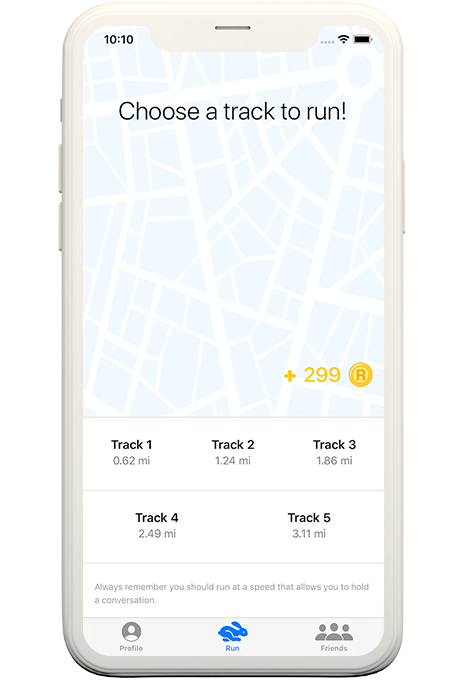 10:10
Choose a track to run!
+ 299 R
Track 1 Track 2 Track 3
0.62 mi 1.24 mi 1.86 mi
Track 4 Track 5
2.49 mi 3.11 mi
Always remember you should run at a speed that allows you to hold
a conversation.
Profile Run Friends